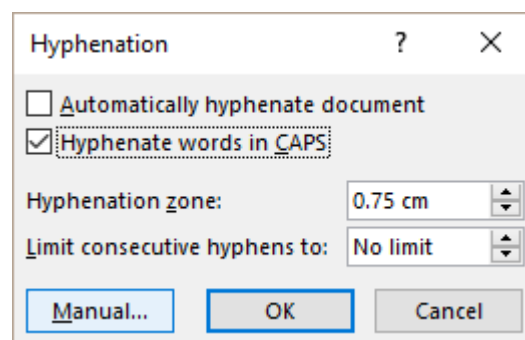 Hyphenation ?
Automatically hyphenate document
Hyphenate words in CAPS
Hyphenation zone: 0.75 cm
Limit consecutive hyphens to: No limit
Manual... OK Cancel